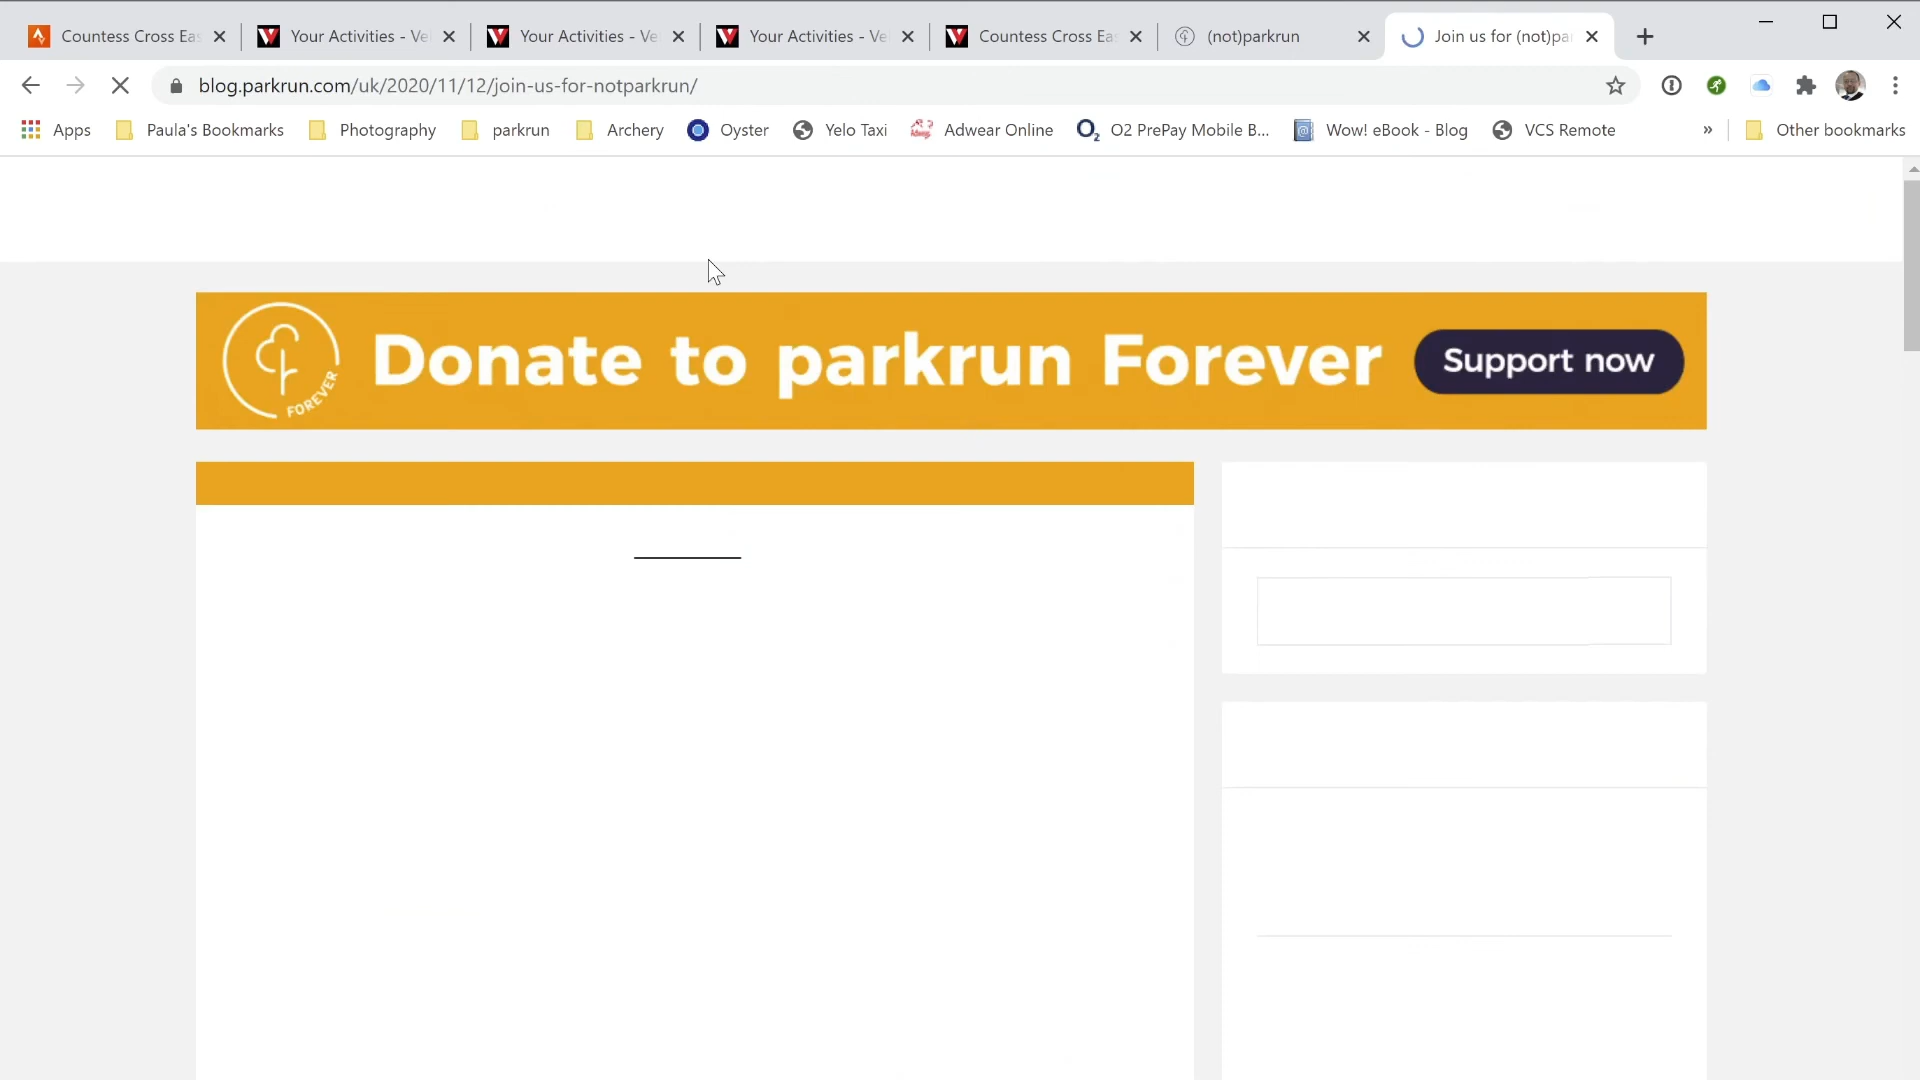 Countess Cross Eas
Your Activities - Ve
Your Activities - Ve
Your Activities - Ve
Countess Cross Eas
(not)parkrun
Join us for (not)pa
blog.parkrun.com/uk/2020/11/12/join-us-for-notparkrun/
Apps
Paula's Bookmarks
Photography
parkrun
Archery
Oyster
Yelo Taxi
Adwear Online
O2 PrePay Mobile B...
Wow! eBook - Blog
VCS Remote
»
Other bookmarks
FOREVER
Donate to parkrun Forever
Support now